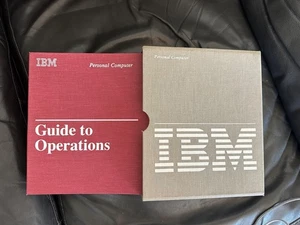 IBM
Personal Computer
Guide to
Operations
Personal Computer
IBM